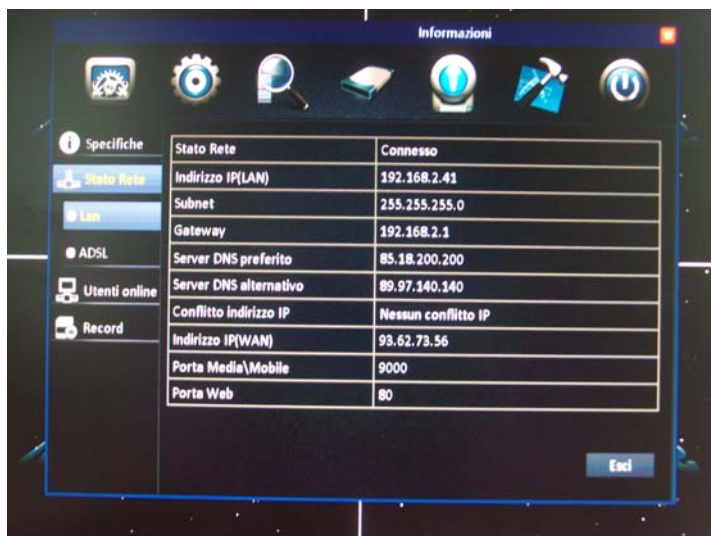 Informazioni
Specifiche
Stato Rete
Lan
ADSL
Utenti online
Record
Stato Rete Connesso
Indirizzo IP(LAN) 192.168.2.41
Subnet 255.255.255.0
Gateway 192.168.2.1
Server DNS preferito 85.18.200.200
Server DNS alternativo 89.97.140.140
Conflitto indirizzo IP Nessun conflitto IP
Indirizzo IP(WAN) 93.62.73.56
Porta Media\Mobile 9000
Porta Web 80
Esci